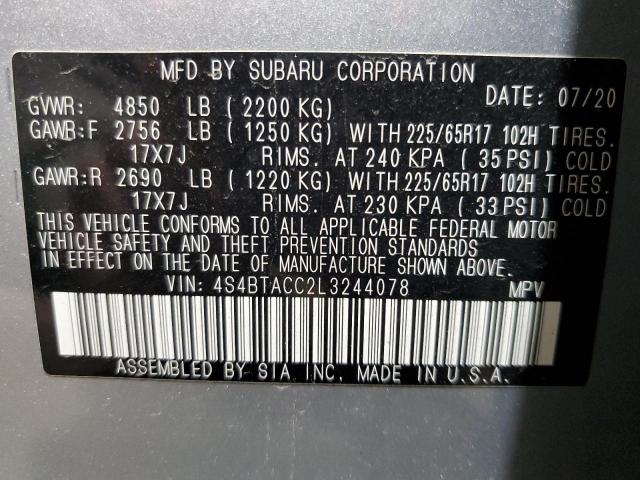 MFD BY SUBARU CORPORATION
DATE: 07/20
GVWR: 4850 LB (2200 KG)
GAWR:F 2756 LB (1250 KG) WITH 225/65R17 102H TIRES.
17X7J RIMS. AT 240 KPA (35 PSI) COLD
GAWR:R 2690 LB (1220 KG) WITH 225/65R17 102H TIRES.
17X7J RIMS. AT 230 KPA (33 PSI) COLD
THIS VEHICLE CONFORMS TO ALL APPLICABLE FEDERAL MOTOR
VEHICLE SAFETY AND THEFT PREVENTION STANDARDS
IN EFFECT ON THE DATE OF MANUFACTURE SHOWN ABOVE.
VIN: 4S4BTACC2L3244078 MPV
ASSEMBLED BY SIA INC. MADE IN U.S.A.